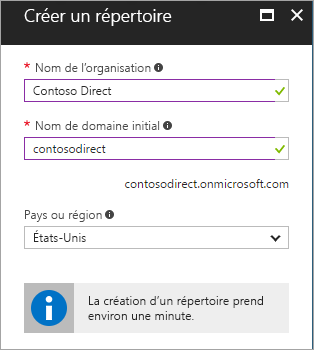 Créer un répertoire
* Nom de l'organisation
Contoso Direct
* Nom de domaine initial
contosodirect
contosodirect.onmicrosoft.com
Pays ou région
États-Unis
La création d'un répertoire prend
environ une minute.